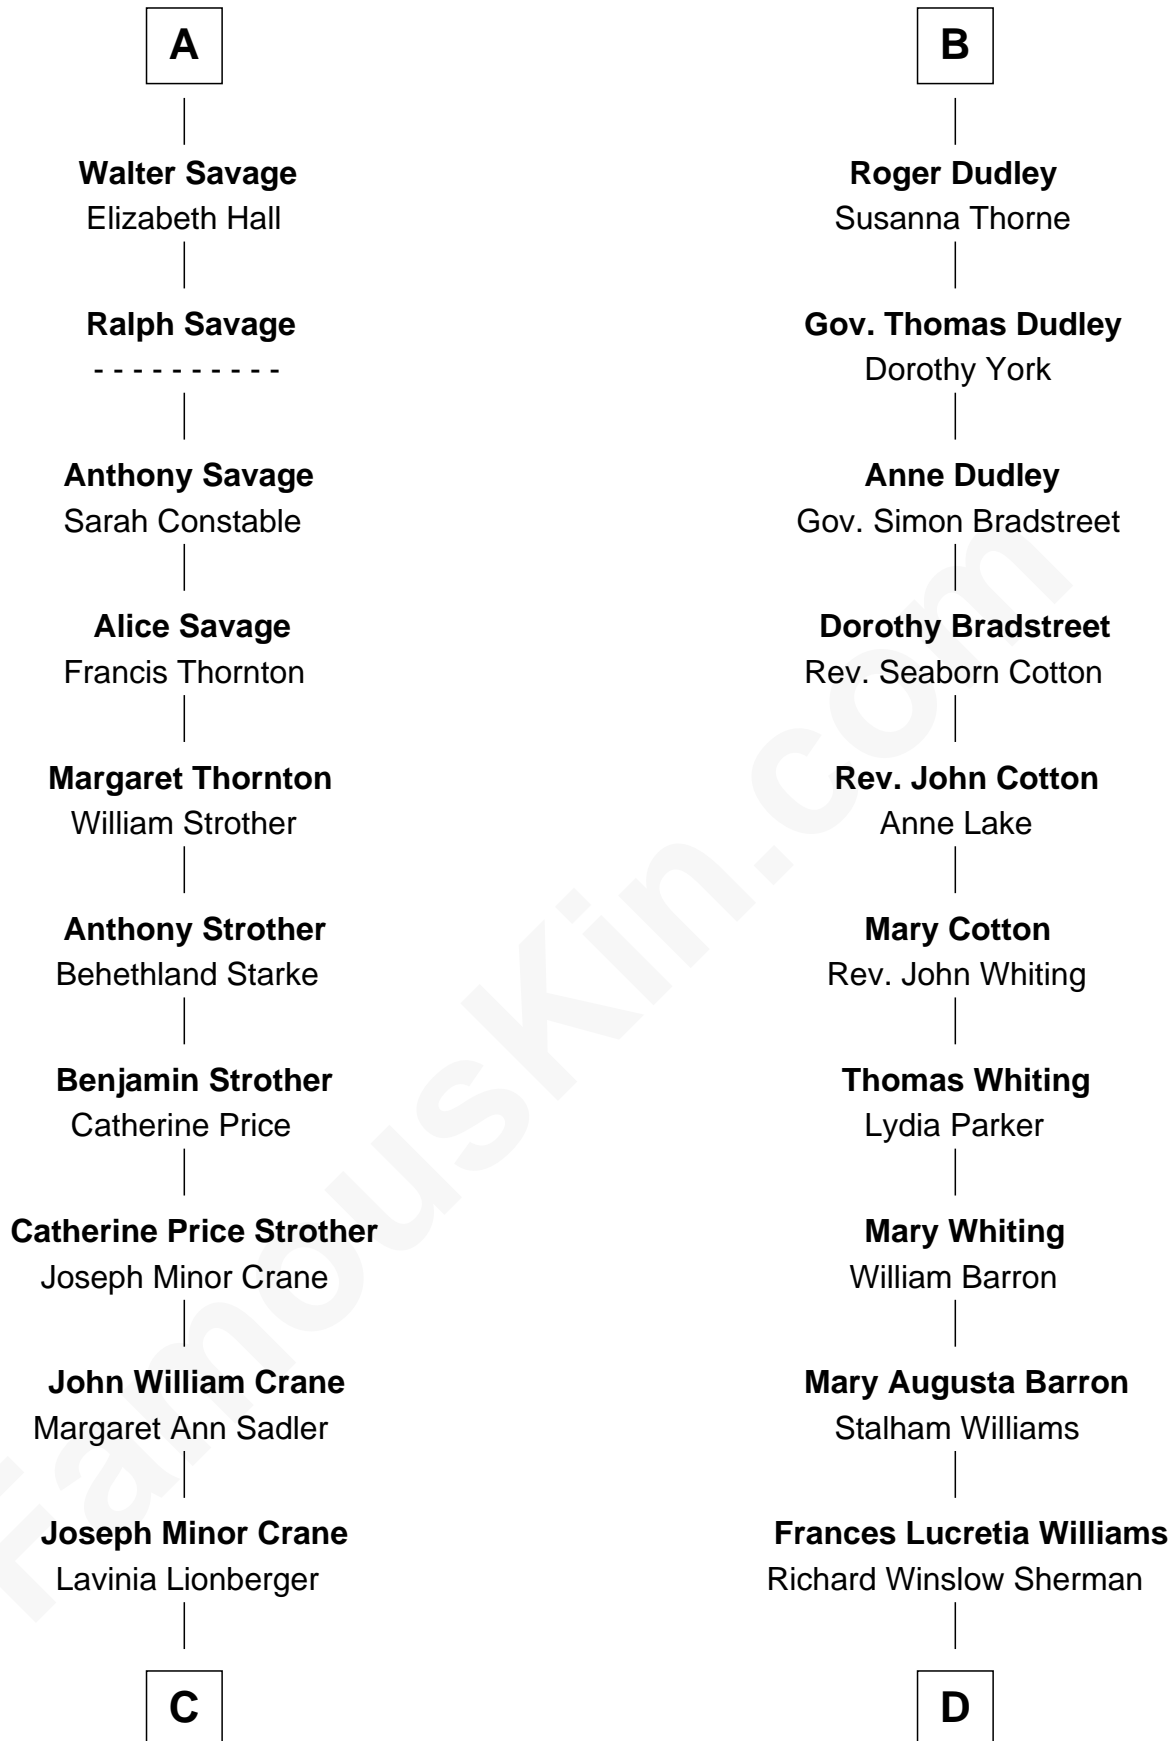 A
Walter Savage
Elizabeth Hall
Ralph Savage
- - - - - - - - - -
Anthony Savage
Sarah Constable
Alice Savage
Francis Thornton
Margaret Thornton
William Strother
Anthony Strother
Behethland Starke
Benjamin Strother
Catherine Price
Catherine Price Strother
Joseph Minor Crane
John William Crane
Margaret Ann Sadler
Joseph Minor Crane
Lavinia Lionberger
C
B
Roger Dudley
Susanna Thorne
Gov. Thomas Dudley
Dorothy York
Anne Dudley
Gov. Simon Bradstreet
Dorothy Bradstreet
Rev. Seaborn Cotton
Rev. John Cotton
Anne Lake
Mary Cotton
Rev. John Whiting
Thomas Whiting
Lydia Parker
Mary Whiting
William Barron
Mary Augusta Barron
Stalham Williams
Frances Lucretia Williams
Richard Winslow Sherman
D
FamousKin.com